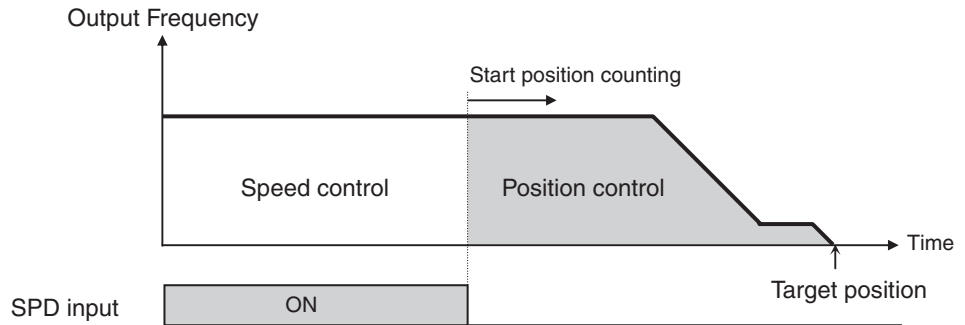 Output Frequency
Start position counting
Speed control
Position control
Time
Target position
SPD input
ON